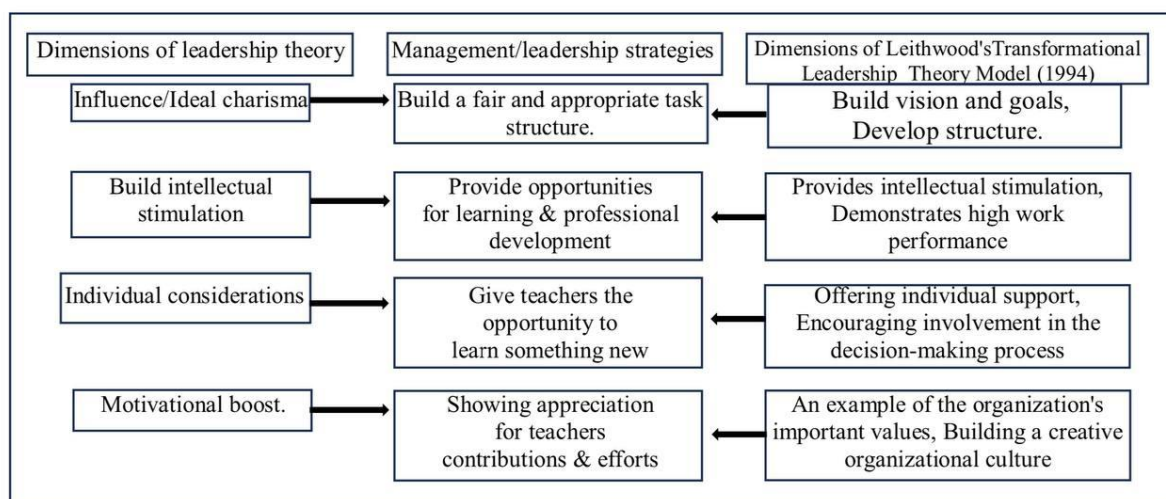 Dimensions of leadership theory
Management/leadership strategies
Dimensions of Leithwood'sTransformational
Leadership Theory Model (1994)
Influence/Ideal charisma
Build a fair and appropriate task
structure.
Build vision and goals,
Develop structure.
Build intellectual
stimulation
Provide opportunities
for learning & professional
development
Provides intellectual stimulation,
Demonstrates high work
performance
Individual considerations
Give teachers the
opportunity to
learn something new
Offering individual support,
Encouraging involvement in the
decision-making process
Motivational boost.
Showing appreciation
for teachers
contributions & efforts
An example of the organization's
important values, Building a creative
organizational culture